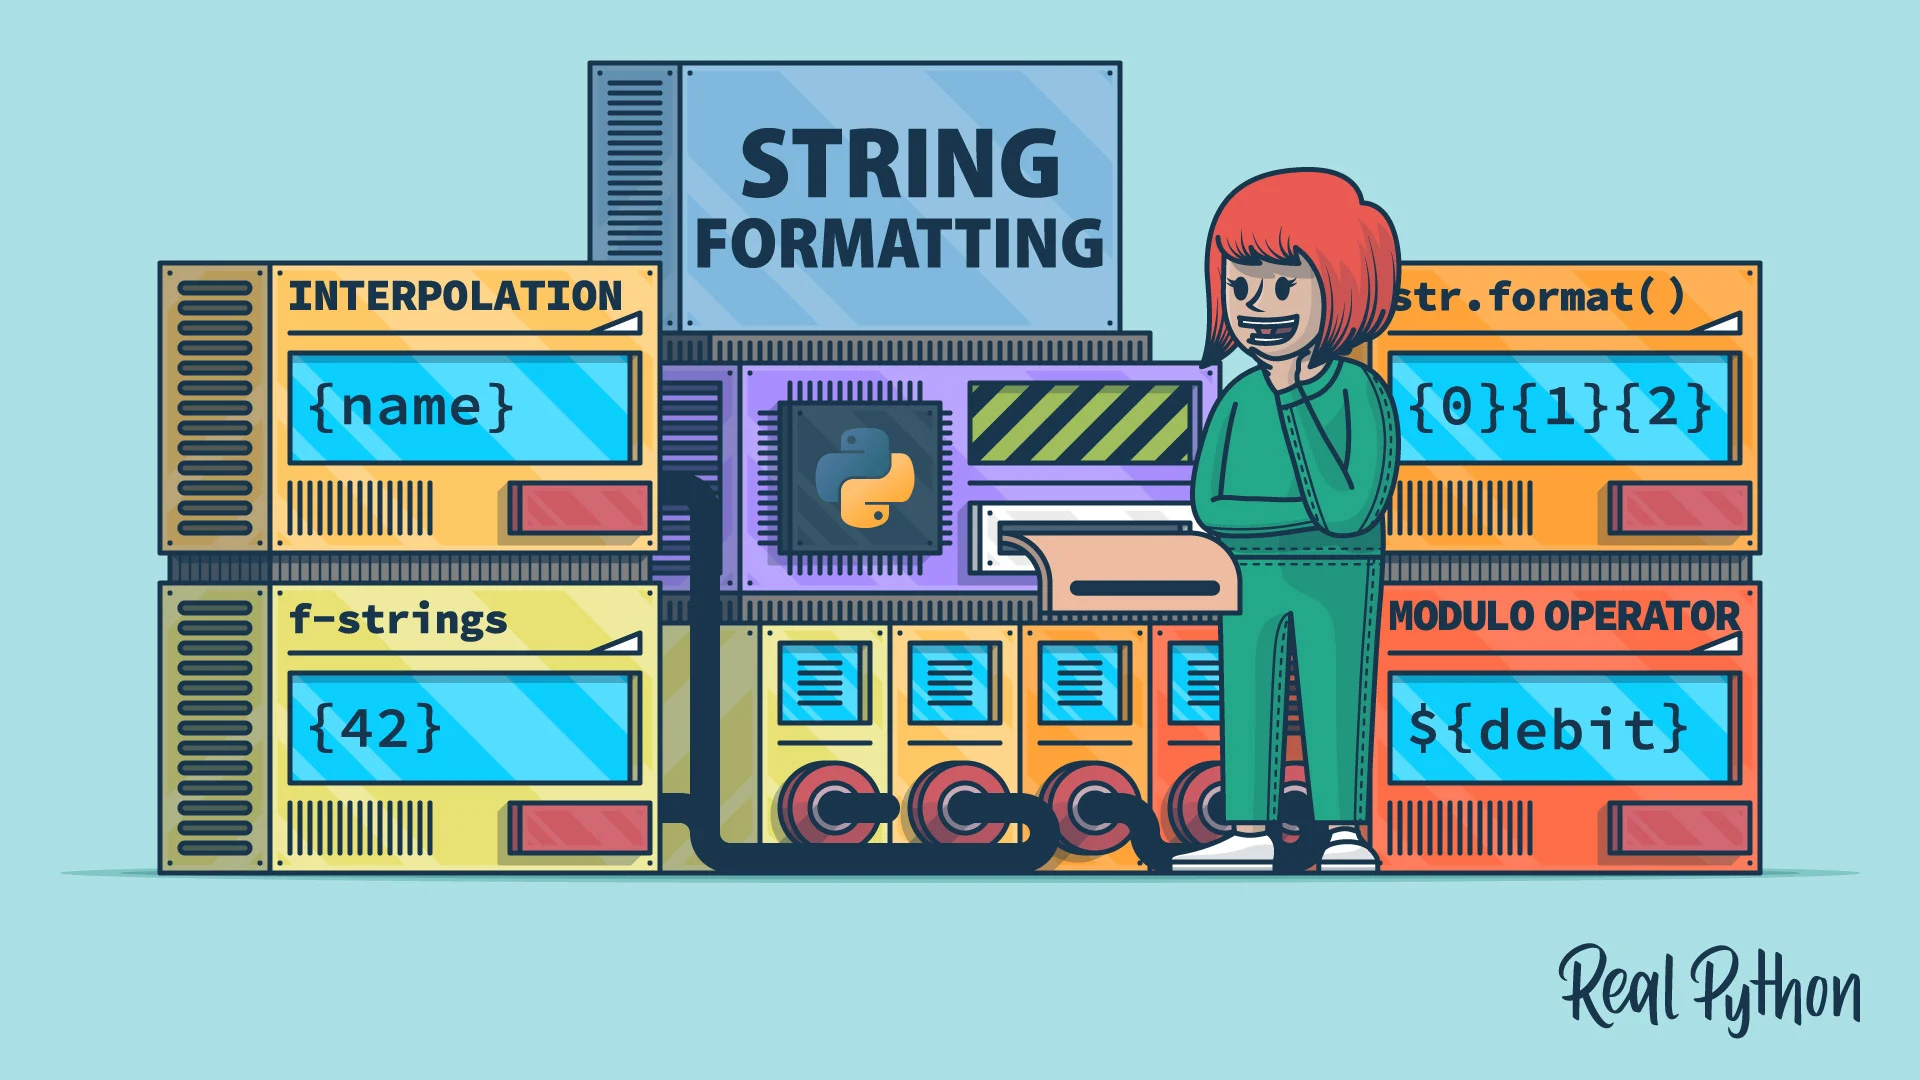 STRING
FORMATTING
INTERPOLATION
{name}
f-strings
{42}
str.format()
{0}{1}{2}
MODULO OPERATOR
${debit}
Real Python